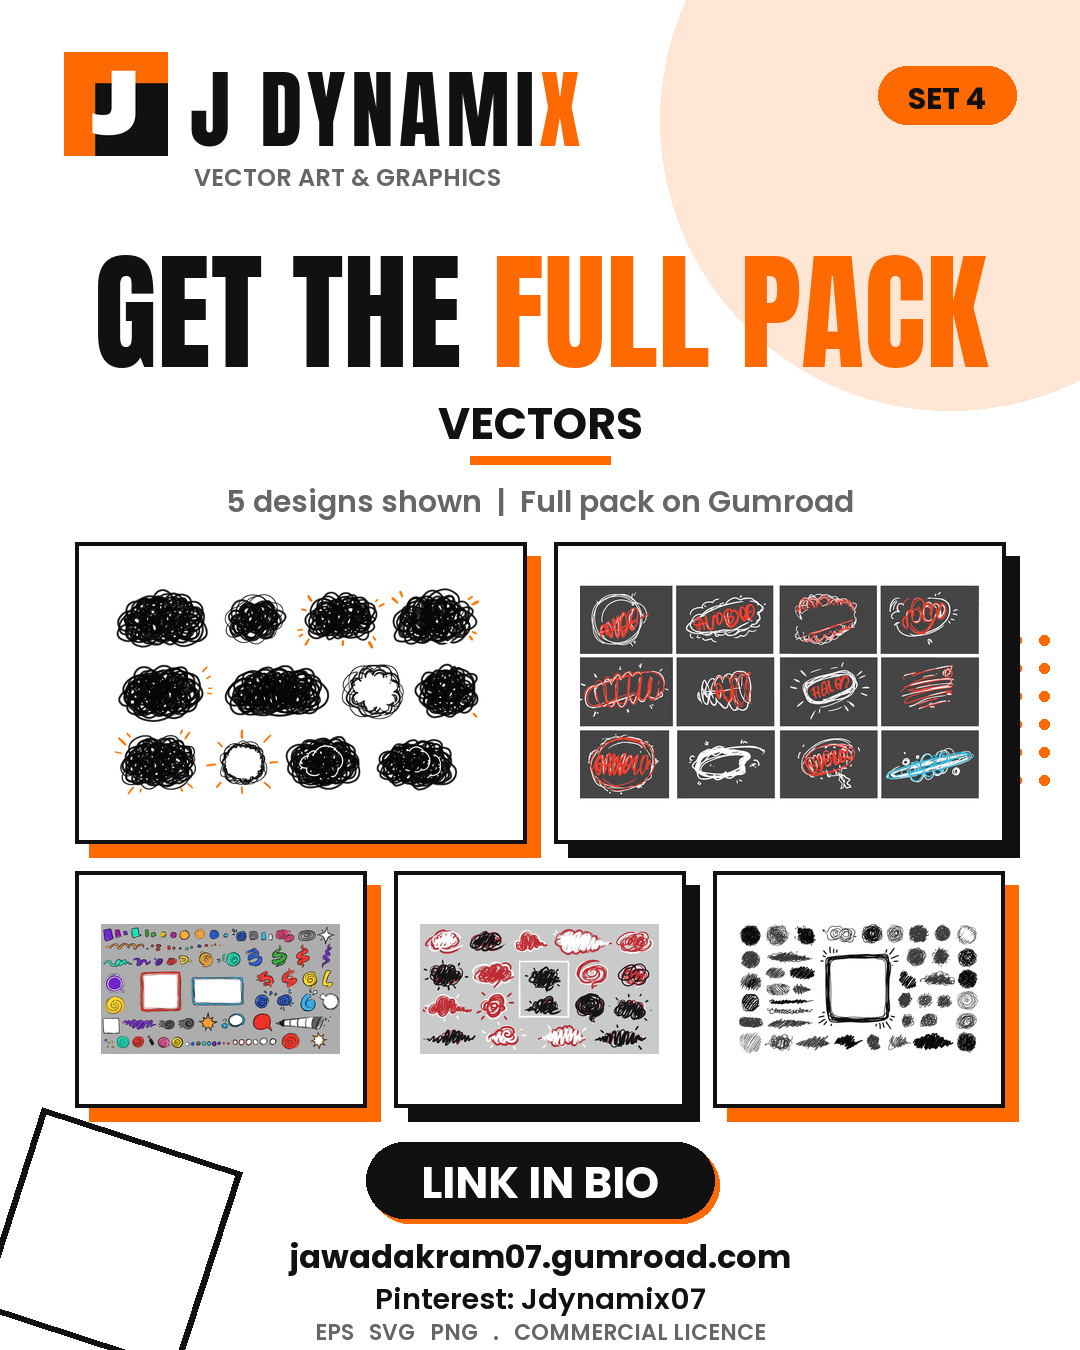 J DYNAMIX
VECTOR ART & GRAPHICS
SET 4
GET THE FULL PACK
VECTORS
5 designs shown | Full pack on Gumroad
LINK IN BIO
jawadakram07.gumroad.com
Pinterest: Jdynamix07
EPS SVG PNG . COMMERCIAL LICENCE